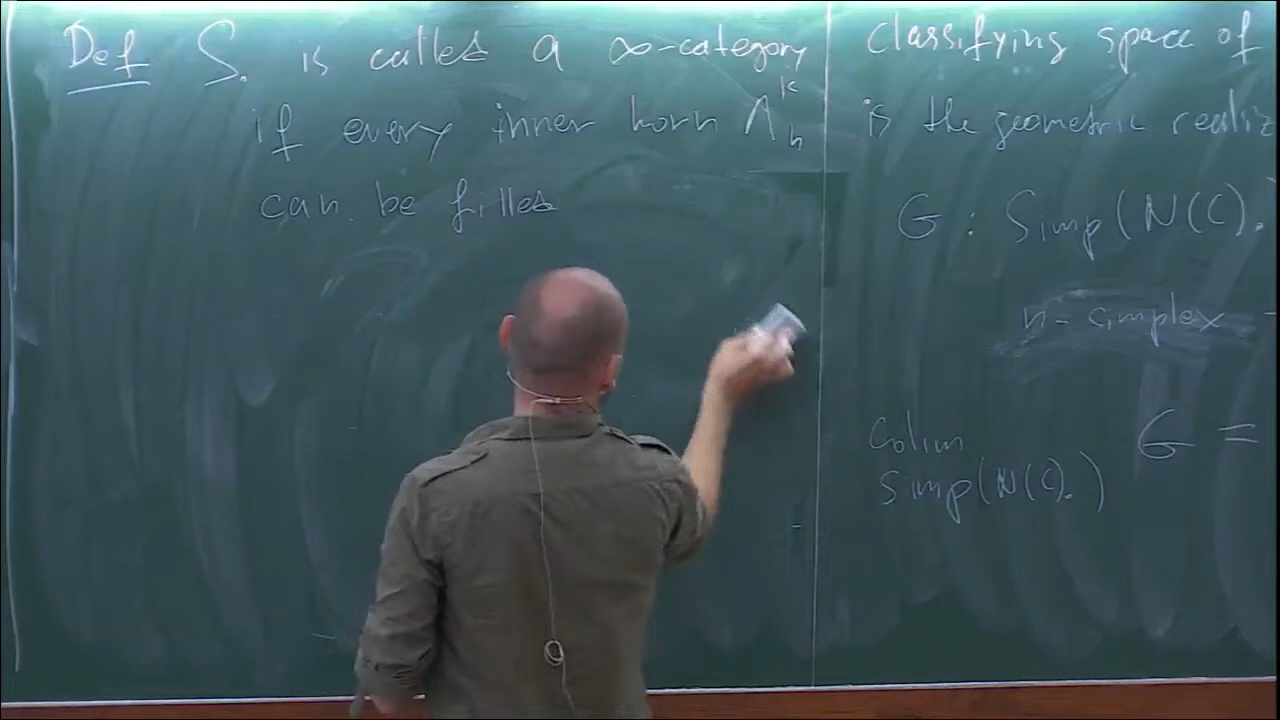 Def S. is called a ∞-category
if every inner horn Λₙᵏ
can be filled
classifying space of
is the geometric realiz
G : Simp(N(C).
n-simplex -
colim G =
Simp(N(C).)